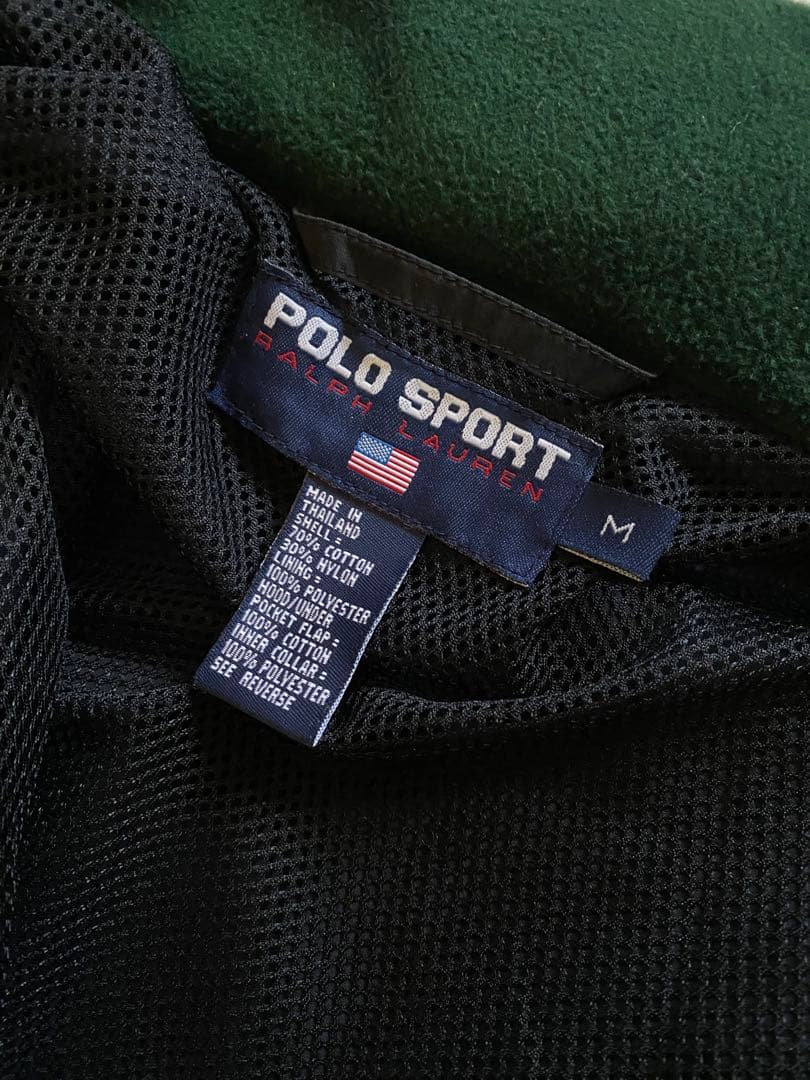 POLO SPORT
RALPH LAUREN
M
MADE IN
THAILAND
SHELL:
70% COTTON
30% NYLON
LINING:
100% POLYESTER
HOOD/UNDER
POCKET FLAP:
100% COTTON
INNER COLLAR:
100% POLYESTER
SEE REVERSE